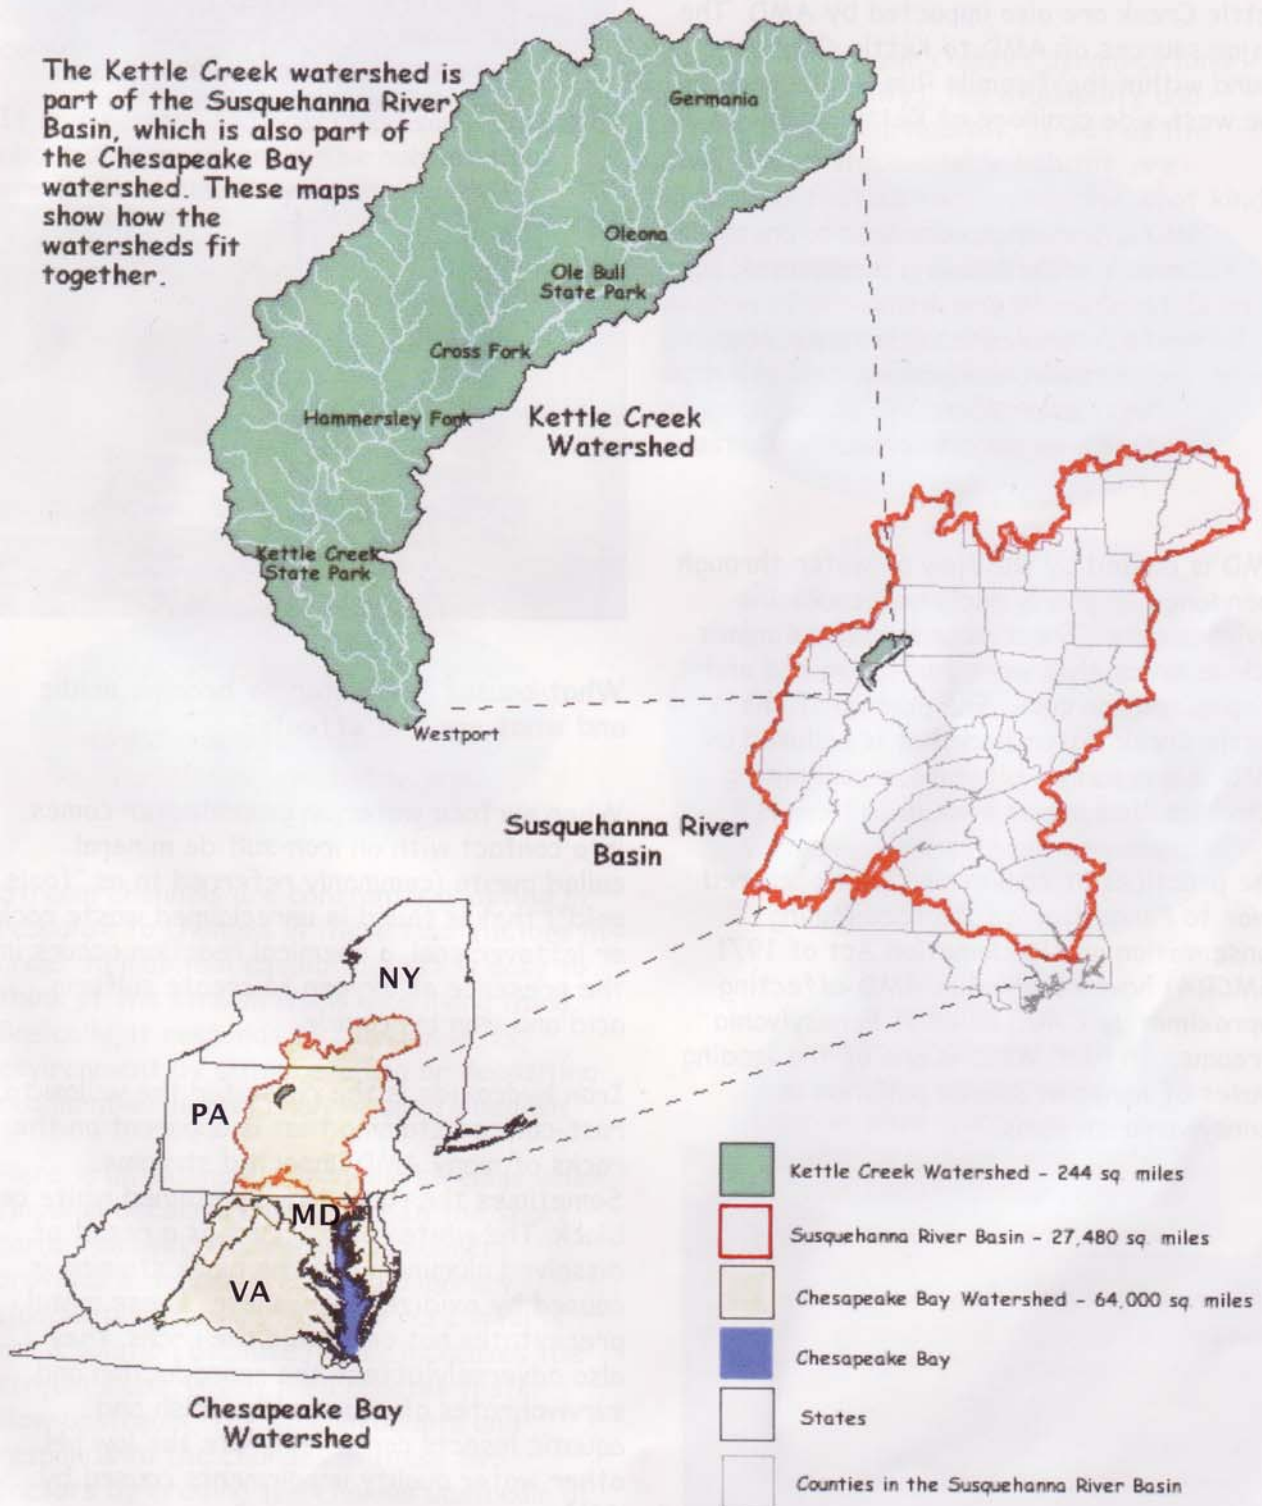 The Kettle Creek watershed is
part of the Susquehanna River
Basin, which is also part of
the Chesapeake Bay
watershed. These maps
show how the
watersheds fit
together.
Germania
Oleona
Ole Bull
State Park
Cross Fork
Hammersley Fork
Kettle Creek
Watershed
Kettle Creek
State Park
Westport
Susquehanna River
Basin
NY
PA
MD
VA
Chesapeake Bay
Watershed
Kettle Creek Watershed - 244 sq. miles
Susquehanna River Basin - 27,480 sq. miles
Chesapeake Bay Watershed - 64,000 sq. miles
Chesapeake Bay
States
Counties in the Susquehanna River Basin